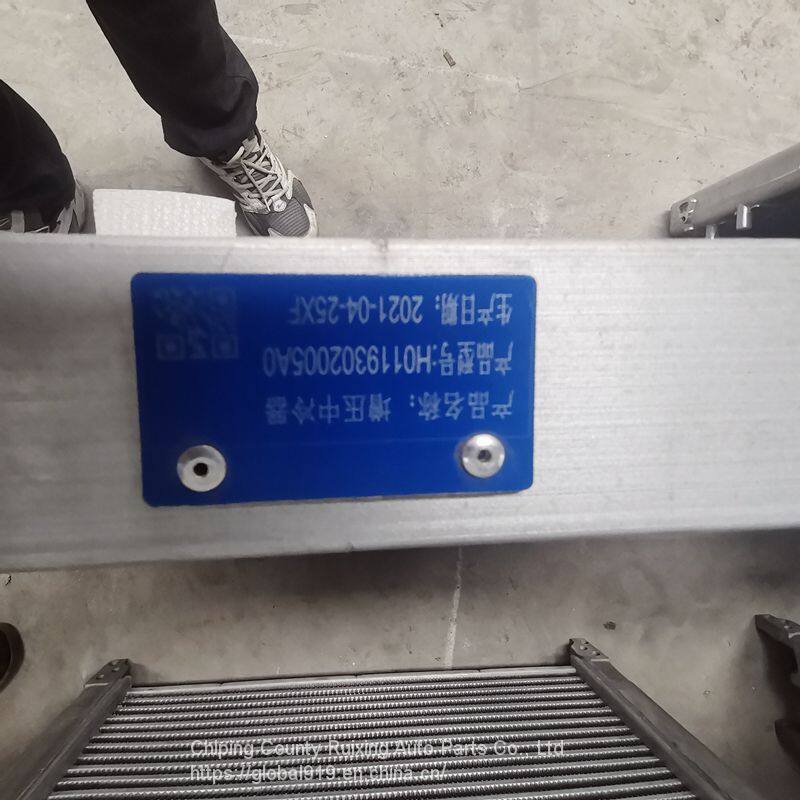 产品名称：增压中冷器
产品型号:H0119302005A0
生产日期：2021-04-25XF
Chiping County Ruixing Auto Parts Co., Ltd.
https://global919.en.china.cn/